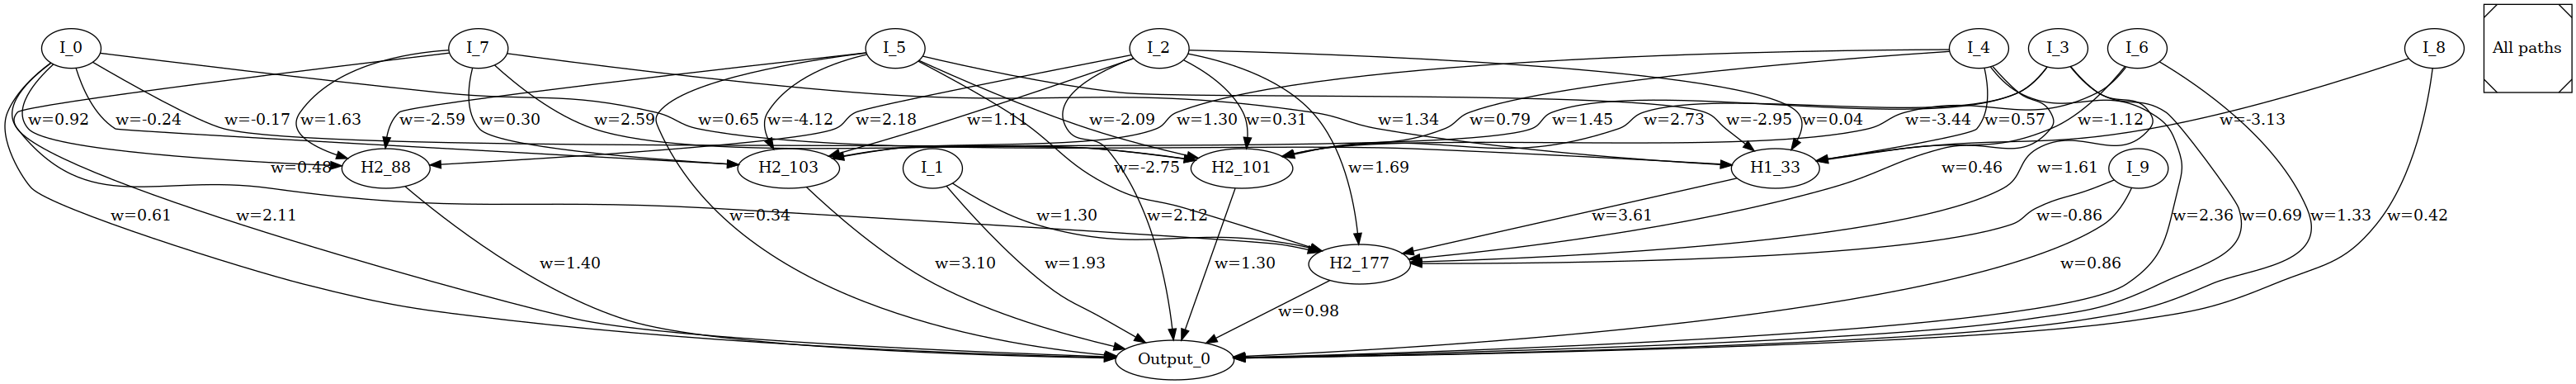 I_0 I_7 I_5 I_2 I_4 I_3 I_6 I_8 All paths
w=0.92 w=-0.24 w=-0.17 w=1.63 w=-2.59 w=0.30 w=2.59 w=0.65 w=-4.12 w=2.18 w=1.11 w=-2.09 w=1.30 w=0.31 w=1.34 w=0.79 w=1.45 w=2.73 w=-2.95 w=0.04 w=-3.44 w=0.57 w=-1.12 w=-3.13
w=0.48 H2_88 H2_103 I_1 w=-2.75 H2_101 w=1.69 H1_33 w=0.46 w=1.61 I_9
w=0.61 w=2.11 w=0.34 w=1.30 w=2.12 w=3.61 w=-0.86 w=2.36 w=0.69 w=1.33 w=0.42
w=1.40 w=3.10 w=1.93 w=1.30 H2_177 w=0.86
w=0.98
Output_0